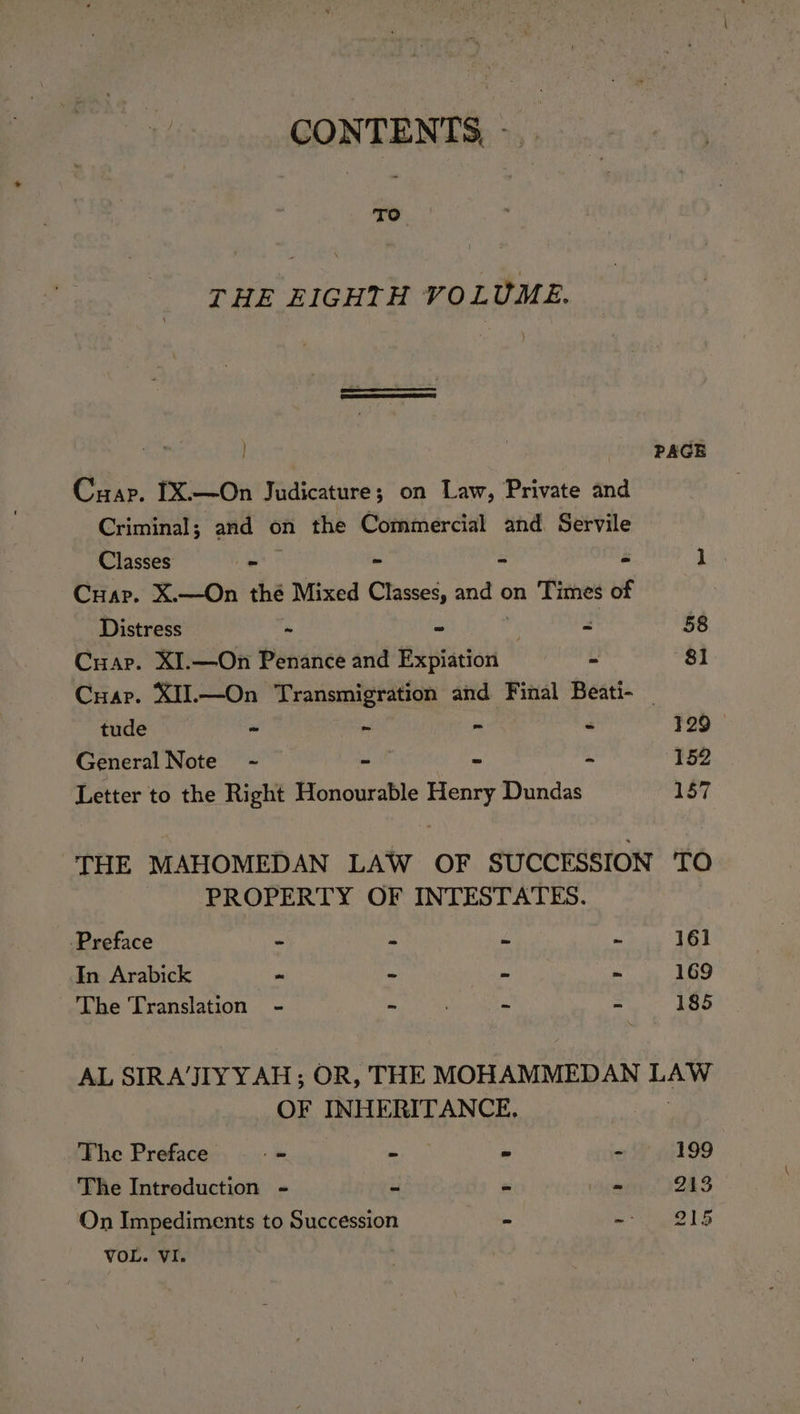 CONTENTS
TO
THE EIGHTH VOLUME.
PAGE
CHAP. IX.—On Judicature; on Law, Private and
Criminal; and on the Commercial and Servile
Classes - - - - 1
CHAP. X.—On the Mixed Classes, and on Times of
Distress - - - 58
CHAP. XI.—On Penance and Expiation - 81
CHAP. XII.—On Transmigration and Final Beati-
tude - - - - 129
General Note - - - - 152
Letter to the Right Honourable Henry Dundas 157
THE MAHOMEDAN LAW OF SUCCESSION TO
PROPERTY OF INTESTATES.
Preface - - - - 161
In Arabick - - - - 169
The Translation - - - - 185
AL SIRA'JIYYAH; OR, THE MOHAMMEDAN LAW
OF INHERITANCE.
The Preface - - - - 199
The Introduction - - - - 213
On Impediments to Succession - - 215
VOL. VI.